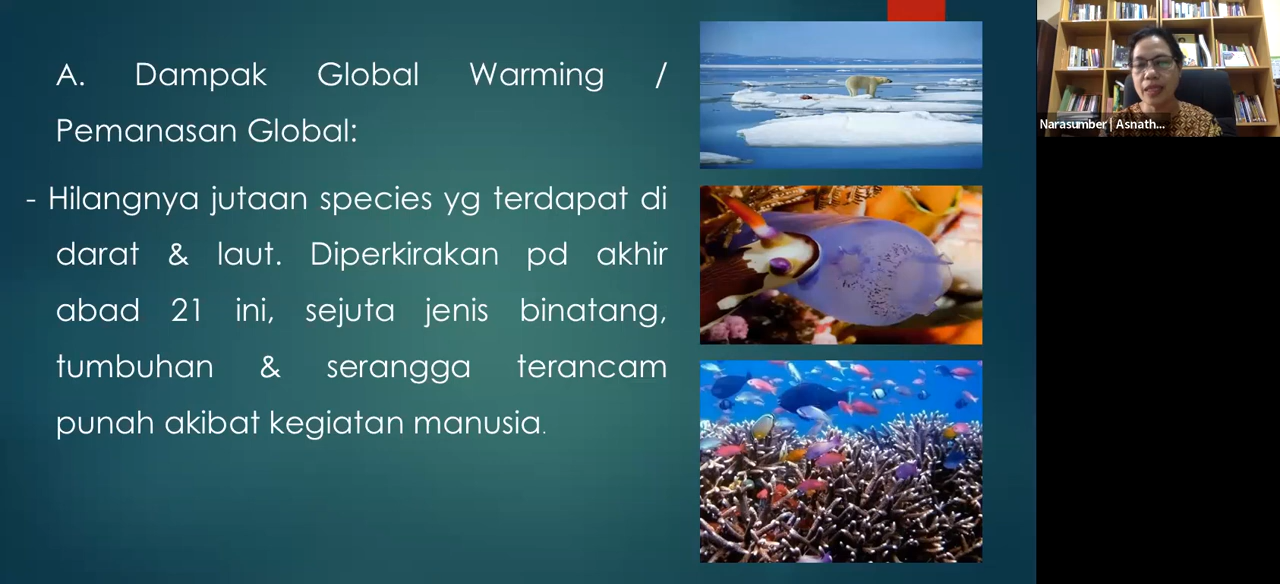 A. Dampak Global Warming /
Pemanasan Global:
- Hilangnya jutaan species yg terdapat di
darat & laut. Diperkirakan pd akhir
abad 21 ini, sejuta jenis binatang,
tumbuhan & serangga terancam
punah akibat kegiatan manusia.
Narasumber | Asnath...